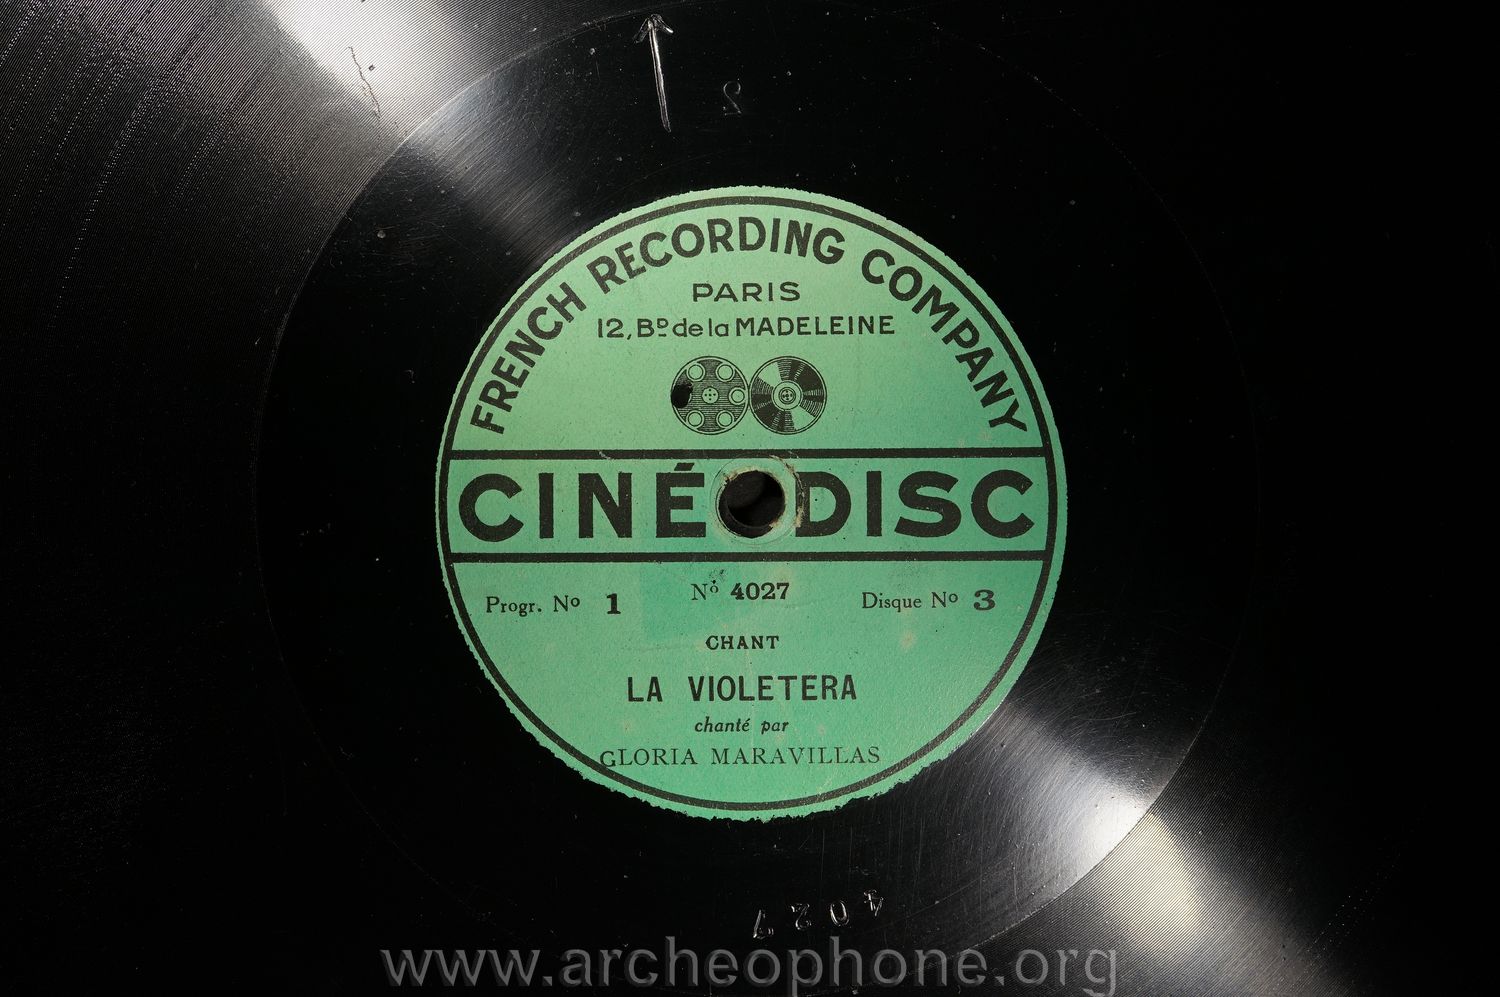 2
FRENCH RECORDING COMPANY
PARIS
12, Bᴰ de la MADELEINE
CINÉ DISC
Progr. Nº 1
Nº 4027
Disque Nº 3
CHANT
LA VIOLETERA
chanté par
GLORIA MARAVILLAS
4027
www.archeophone.org